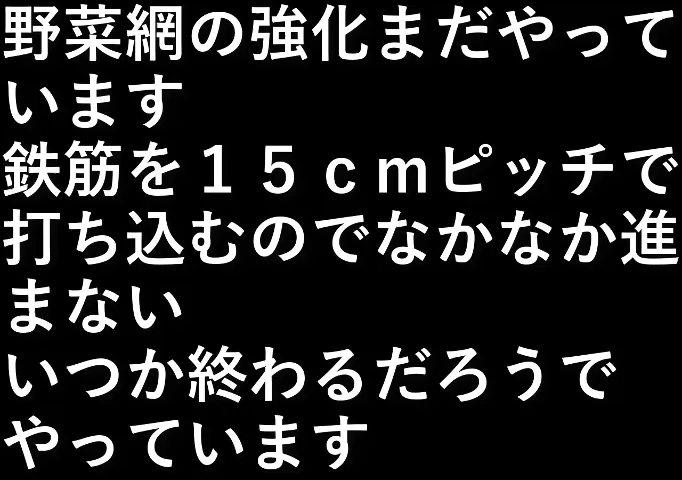 野菜網の強化まだやって
います
鉄筋を１５ｃｍピッチで
打ち込むのでなかなか進
まない
いつか終わるだろうで
やっています